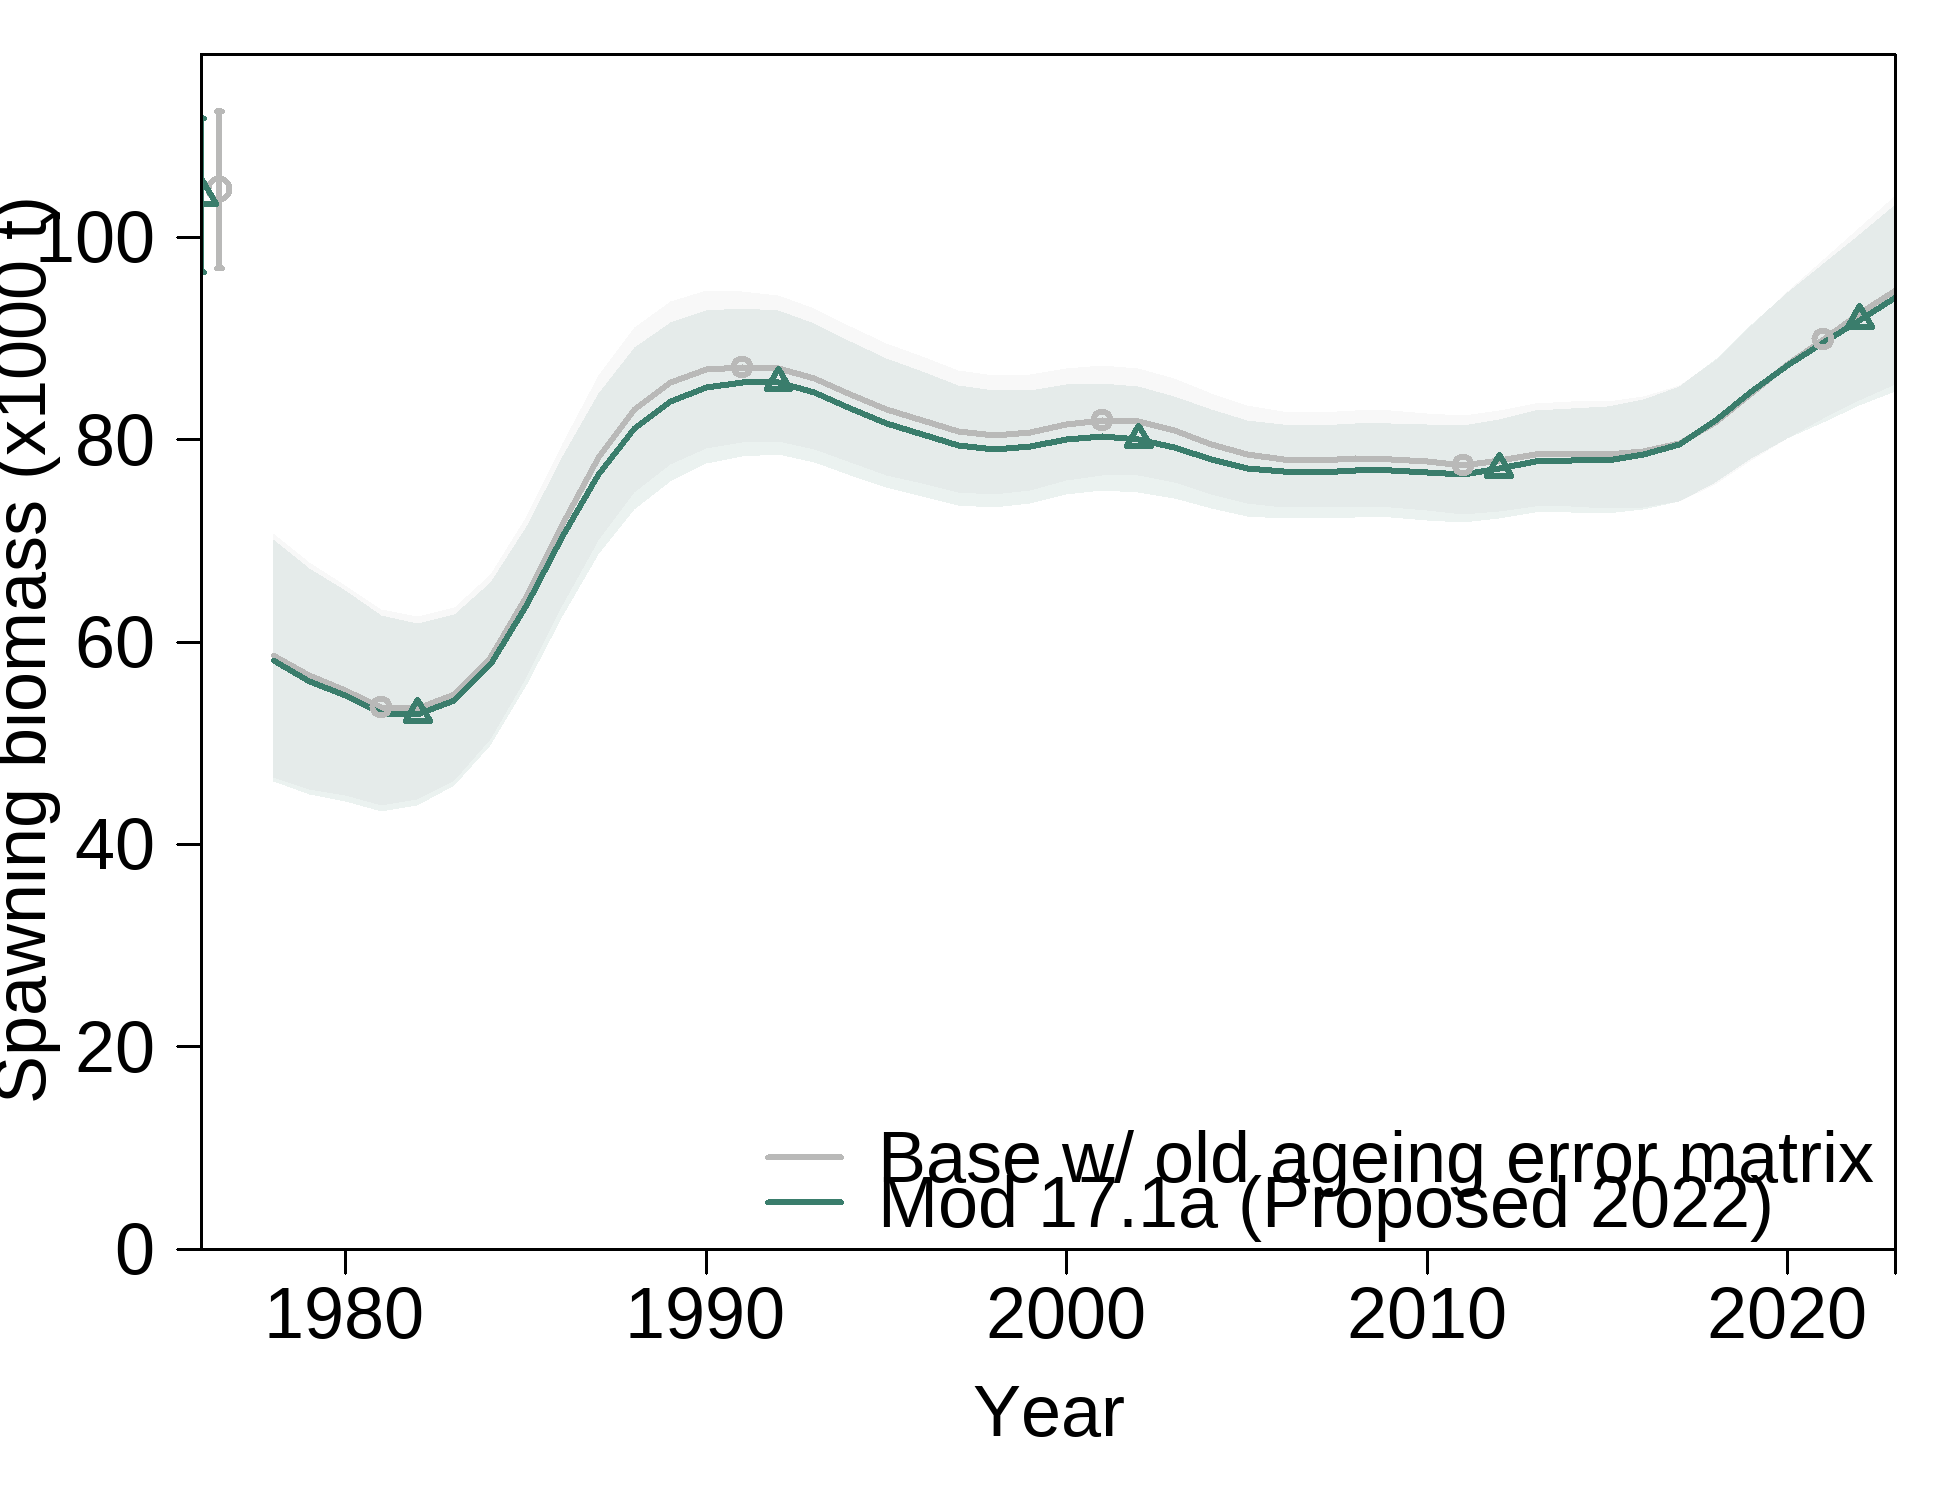 Spawning biomass (x1000 t)
100
80
60
40
20
0
Base w/ old ageing error matrix
Mod 17.1a (Proposed 2022)
1980 1990 2000 2010 2020
Year